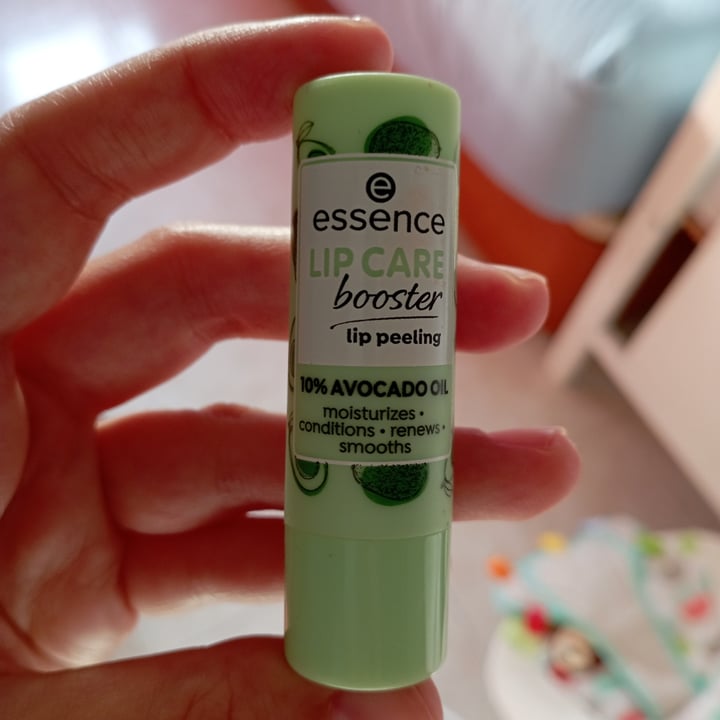 e
essence
LIP CARE
booster
lip peeling
10% AVOCADO OIL
moisturizes •
conditions • renews •
smooths